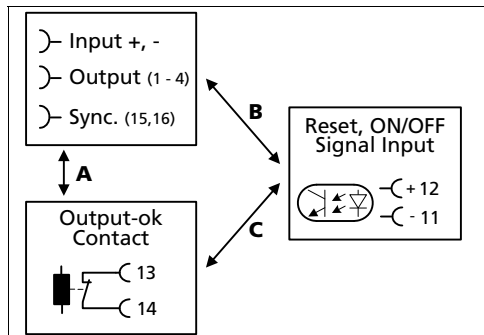 Input +, -
Output (1 - 4)
Sync. (15,16)
A
B
C
Reset, ON/OFF
Signal Input
+ 12
- 11
Output-ok
Contact
13
14